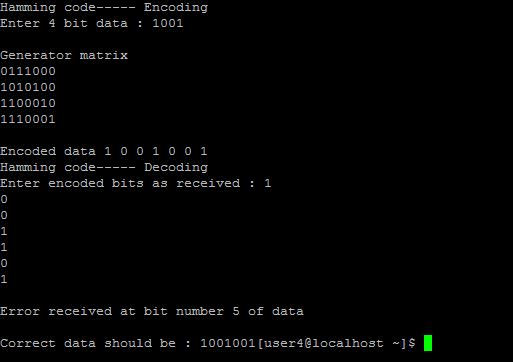 Hamming code----- Encoding
Enter 4 bit data : 1001
Generator matrix
0111000
1010100
1100010
1110001
Encoded data 1 0 0 1 0 0 1
Hamming code----- Decoding
Enter encoded bits as received : 1
0
0
1
1
0
1
Error received at bit number 5 of data
Correct data should be : 1001001[user4@localhost ~]$